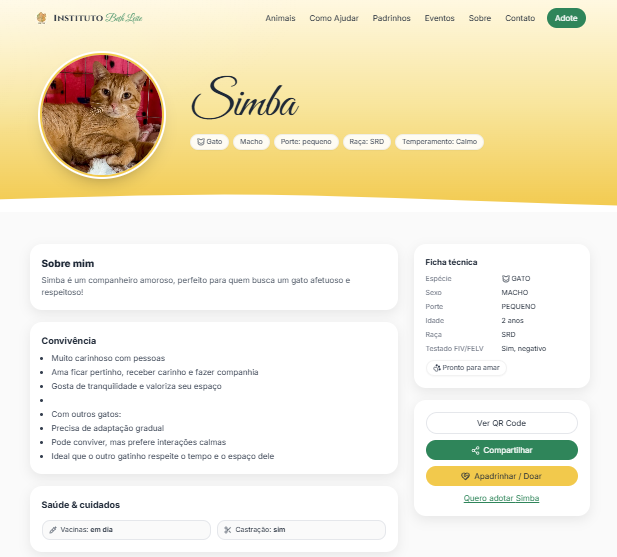 INSTITUTO Beth Leite
Animais Como Ajudar Padrinhos Eventos Sobre Contato Adote
Simba
Gato Macho Porte: pequeno Raça: SRD Temperamento: Calmo
Sobre mim
Simba é um companheiro amoroso, perfeito para quem busca um gato afetuoso e
respeitoso!
Convivência
Muito carinhoso com pessoas
Ama ficar pertinho, receber carinho e fazer companhia
Gosta de tranquilidade e valoriza seu espaço
Com outros gatos:
Precisa de adaptação gradual
Pode conviver, mas prefere interações calmas
Ideal que o outro gatinho respeite o tempo e o espaço dele
Saúde & cuidados
Vacinas: em dia Castração: sim
Ficha técnica
Espécie GATO
Sexo MACHO
Porte PEQUENO
Idade 2 anos
Raça SRD
Testado FIV/FELV Sim, negativo
Pronto para amar
Ver QR Code
Compartilhar
Apadrinhar / Doar
Quero adotar Simba